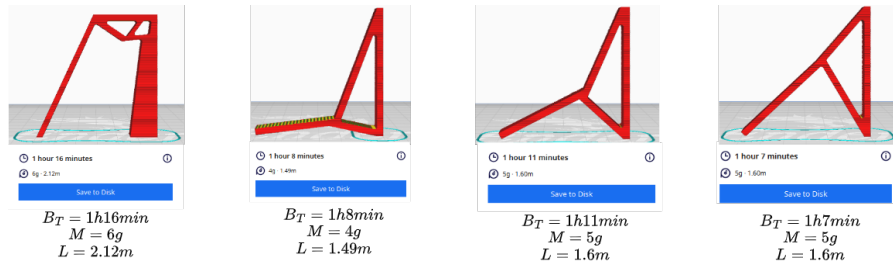 1 hour 16 minutes
6g · 2.12m
Save to Disk
B_T = 1h16min
M = 6g
L = 2.12m
1 hour 8 minutes
4g · 1.49m
Save to Disk
B_T = 1h8min
M = 4g
L = 1.49m
1 hour 11 minutes
5g · 1.60m
Save to Disk
B_T = 1h11min
M = 5g
L = 1.6m
1 hour 7 minutes
5g · 1.60m
Save to Disk
B_T = 1h7min
M = 5g
L = 1.6m